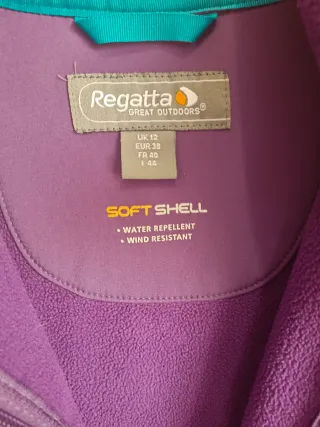 Regatta®
GREAT OUTDOORS
UK 12
EUR 38
FR 40
I 44
SOFT SHELL
• WATER REPELLENT
• WIND RESISTANT